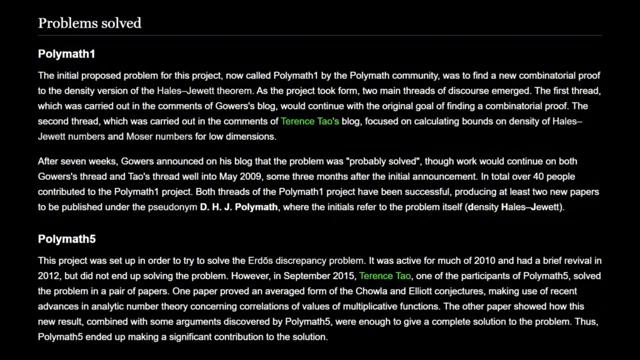 Problems solved
Polymath1
The initial proposed problem for this project, now called Polymath1 by the Polymath community, was to find a new combinatorial proof
to the density version of the Hales–Jewett theorem. As the project took form, two main threads of discourse emerged. The first thread,
which was carried out in the comments of Gowers's blog, would continue with the original goal of finding a combinatorial proof. The
second thread, which was carried out in the comments of Terence Tao's blog, focused on calculating bounds on density of Hales–
Jewett numbers and Moser numbers for low dimensions.
After seven weeks, Gowers announced on his blog that the problem was "probably solved", though work would continue on both
Gowers's thread and Tao's thread well into May 2009, some three months after the initial announcement. In total over 40 people
contributed to the Polymath1 project. Both threads of the Polymath1 project have been successful, producing at least two new papers
to be published under the pseudonym D. H. J. Polymath, where the initials refer to the problem itself (density Hales–Jewett).
Polymath5
This project was set up in order to try to solve the Erdős discrepancy problem. It was active for much of 2010 and had a brief revival in
2012, but did not end up solving the problem. However, in September 2015, Terence Tao, one of the participants of Polymath5, solved
the problem in a pair of papers. One paper proved an averaged form of the Chowla and Elliott conjectures, making use of recent
advances in analytic number theory concerning correlations of values of multiplicative functions. The other paper showed how this
new result, combined with some arguments discovered by Polymath5, were enough to give a complete solution to the problem. Thus,
Polymath5 ended up making a significant contribution to the solution.